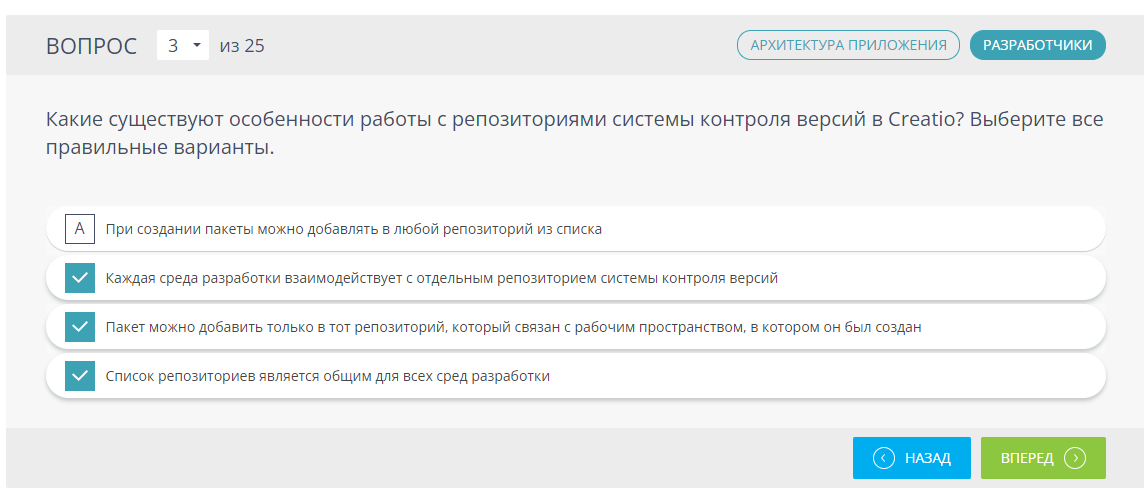 ВОПРОС 3 из 25
АРХИТЕКТУРА ПРИЛОЖЕНИЯ
РАЗРАБОТЧИКИ
Какие существуют особенности работы с репозиториями системы контроля версий в Creatio? Выберите все
правильные варианты.
A При создании пакеты можно добавлять в любой репозиторий из списка
Каждая среда разработки взаимодействует с отдельным репозиторием системы контроля версий
Пакет можно добавить только в тот репозиторий, который связан с рабочим пространством, в котором он был создан
Список репозиториев является общим для всех сред разработки
НАЗАД
ВПЕРЕД